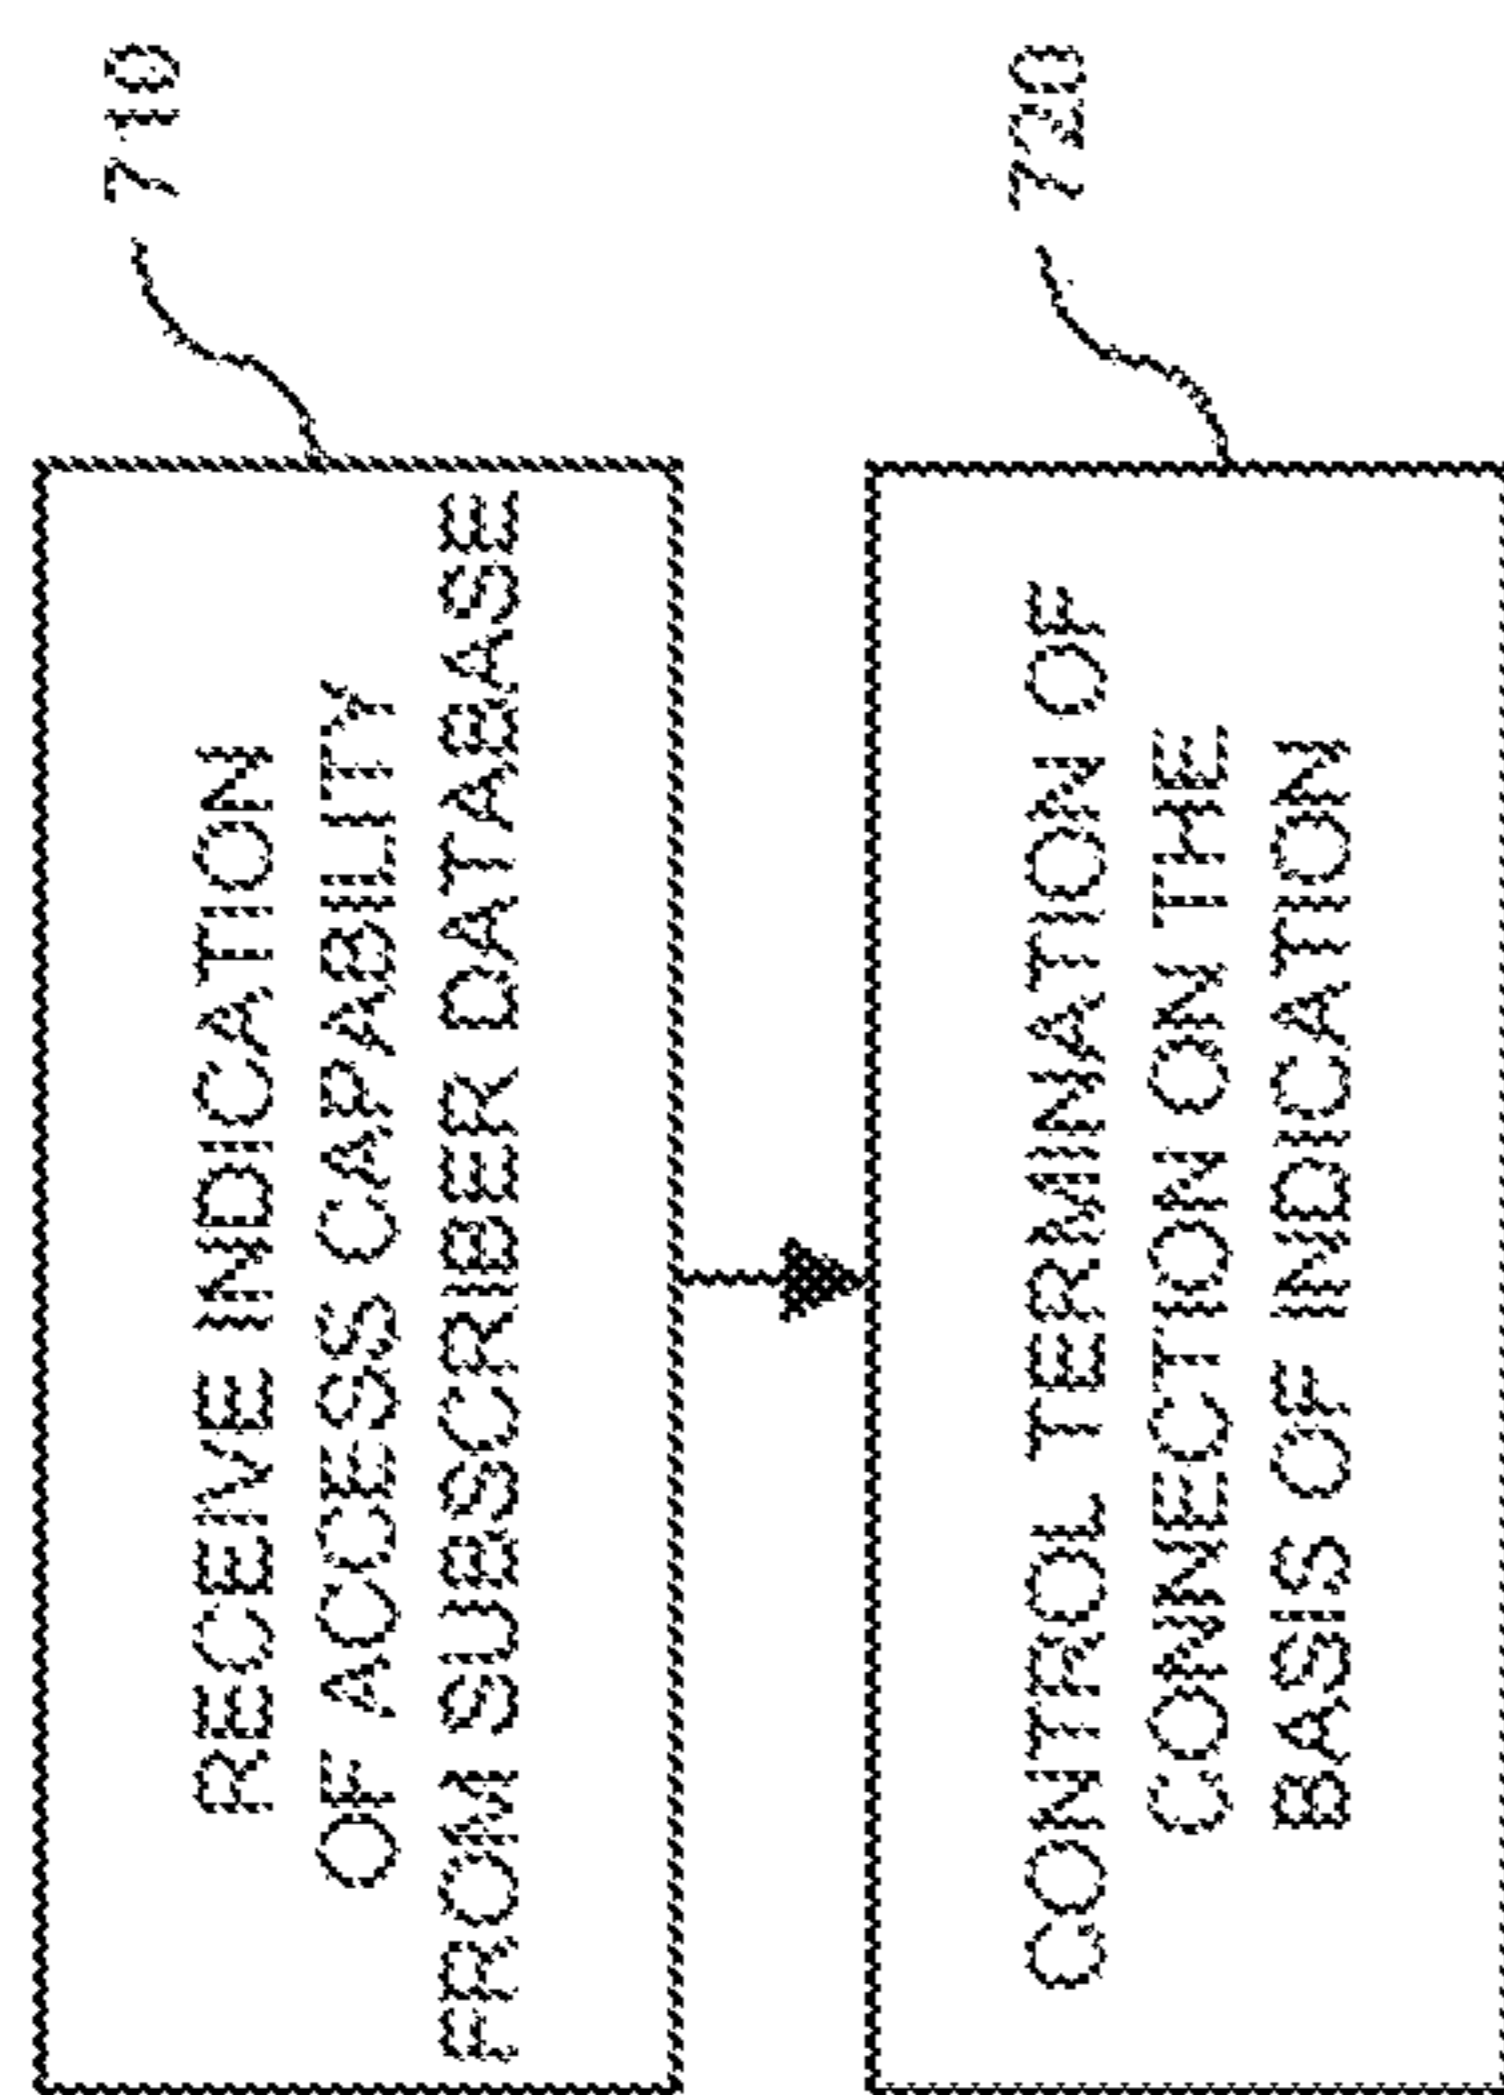 RECEIVE INDICATION
OF ACCESS CAPABILITY
FROM SUBSCRIBER DATABASE
710
CONTROL TERMINATION OF
CONNECTION ON THE
BASIS OF INDICATION
720